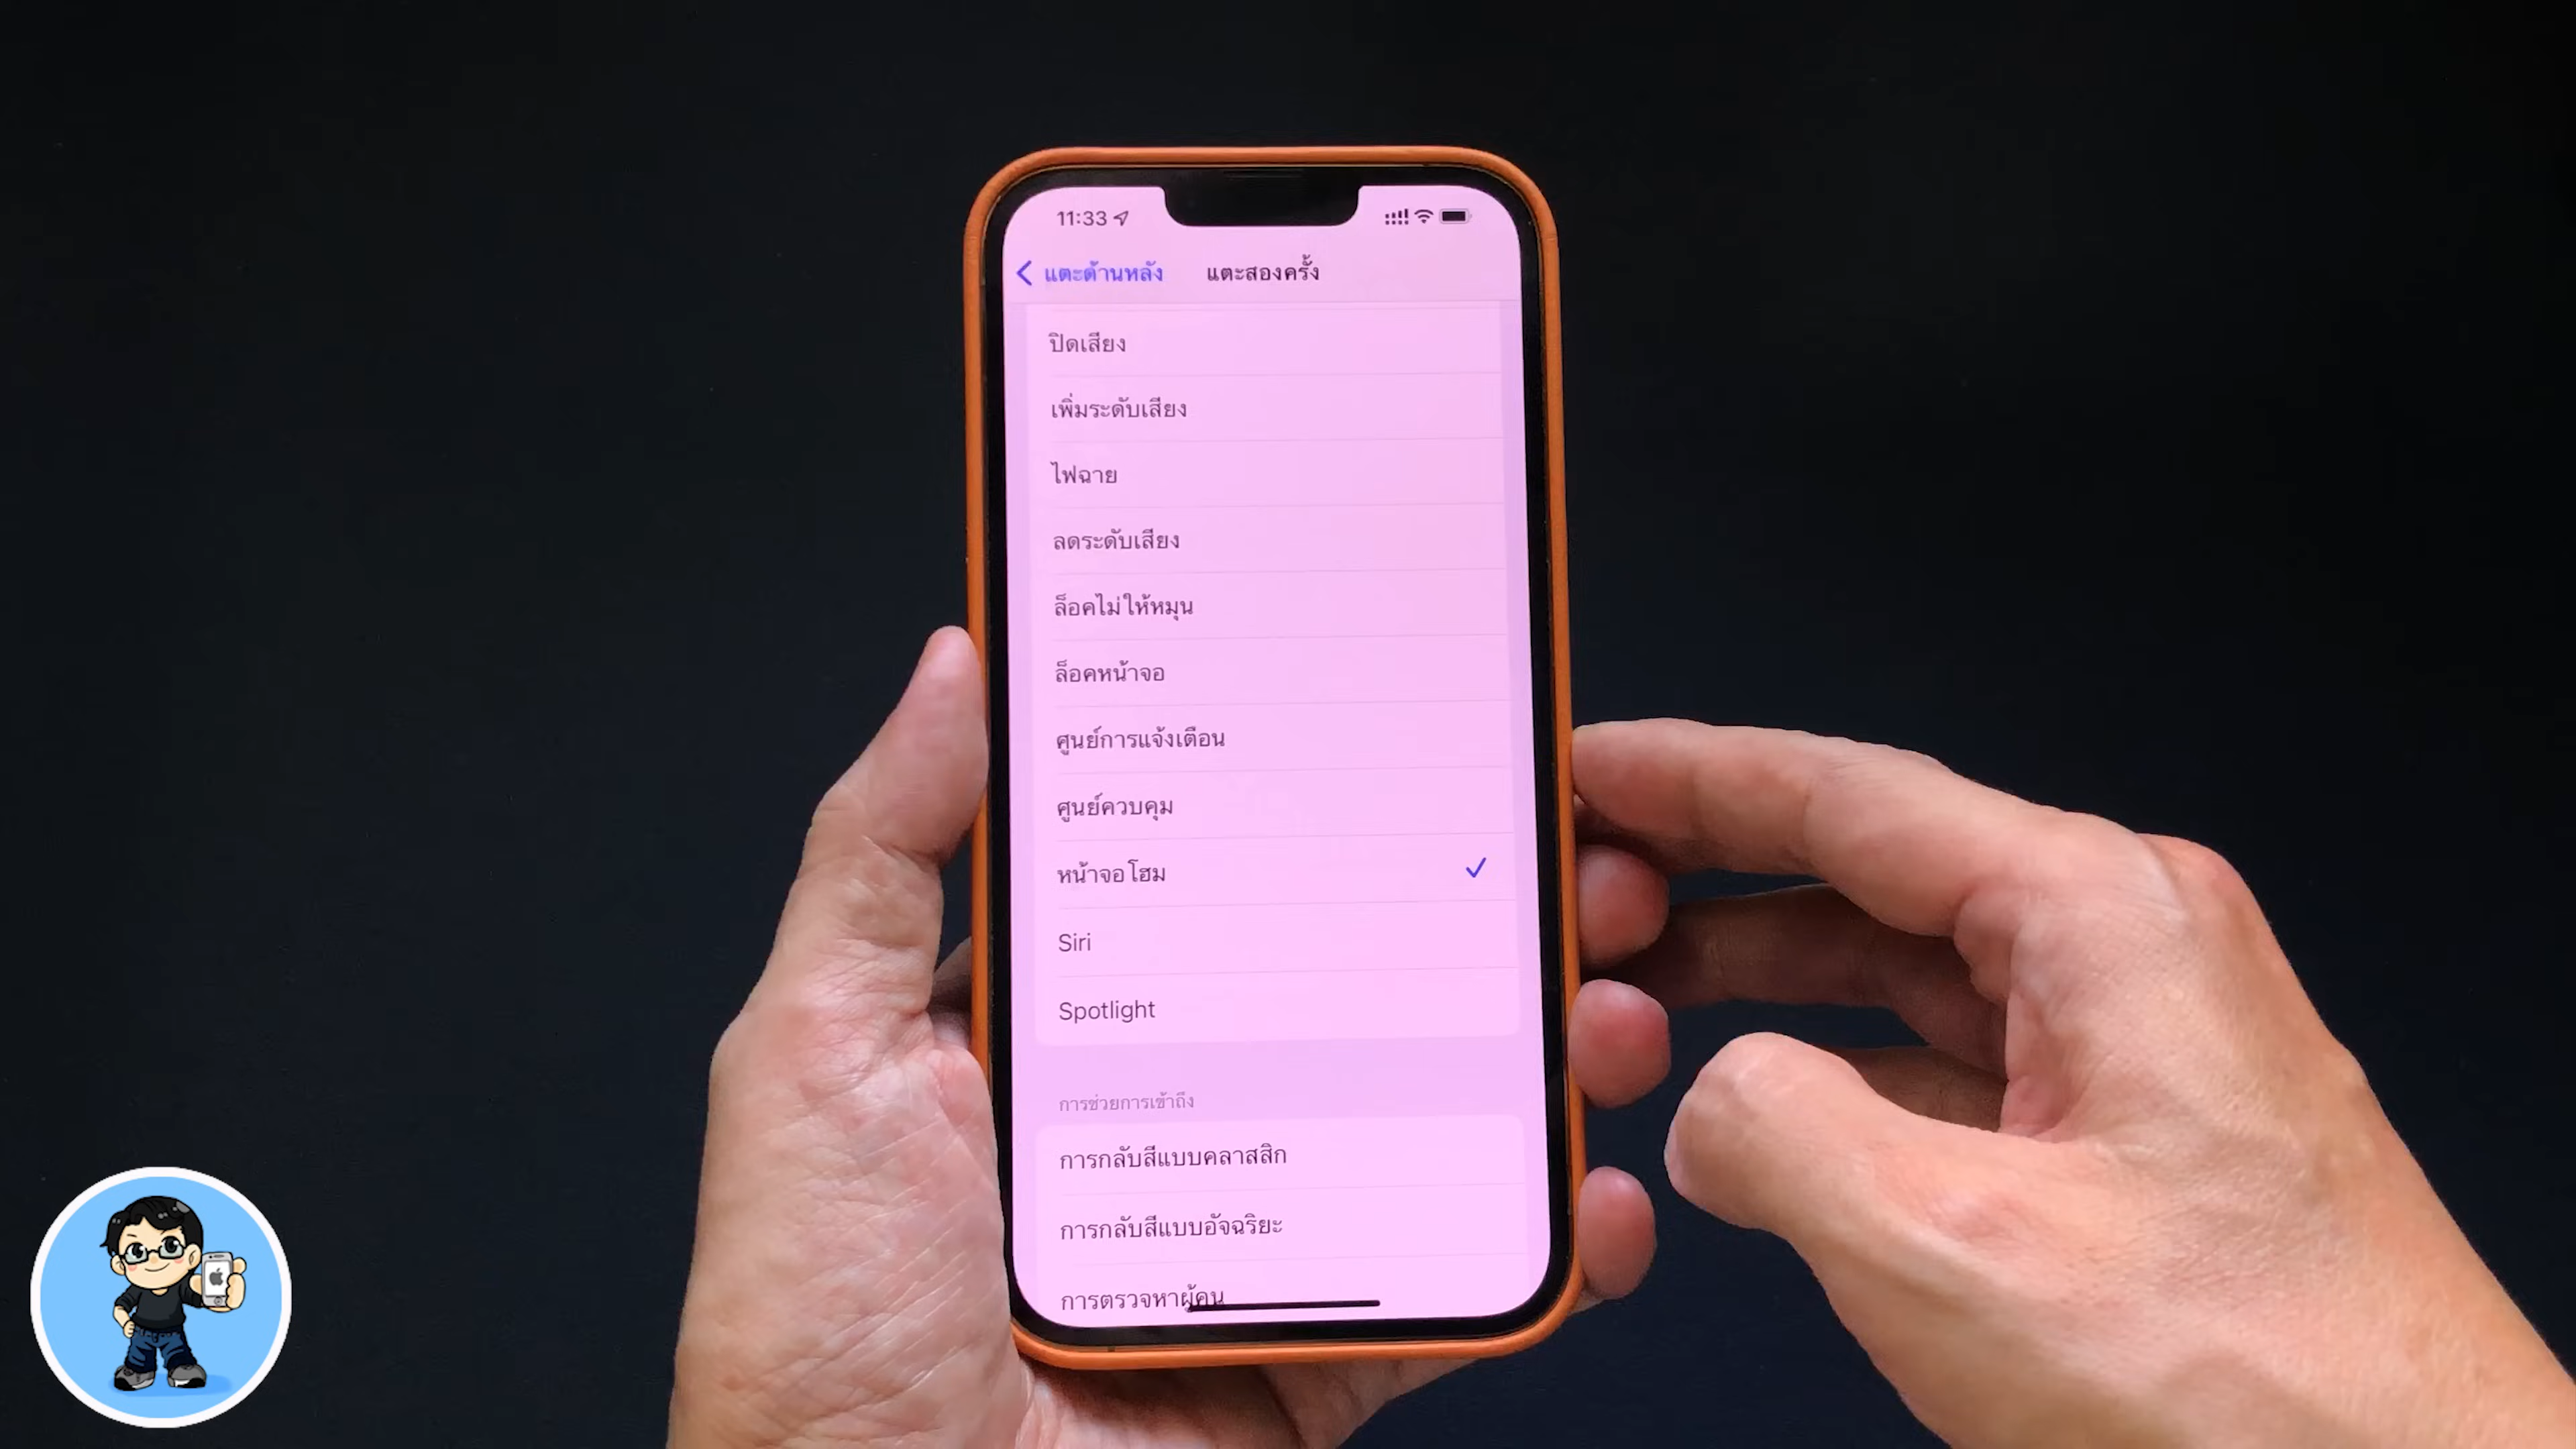 11:33
แตะด้านหลัง แตะสองครั้ง
ปิดเสียง
เพิ่มระดับเสียง
ไฟฉาย
ลดระดับเสียง
ล็อคไม่ให้หมุน
ล็อคหน้าจอ
ศูนย์การแจ้งเตือน
ศูนย์ควบคุม
หน้าจอโฮม
Siri
Spotlight
การช่วยการเข้าถึง
การกลับสีแบบคลาสสิก
การกลับสีแบบอัจฉริยะ
การตรวจหาผู้คน